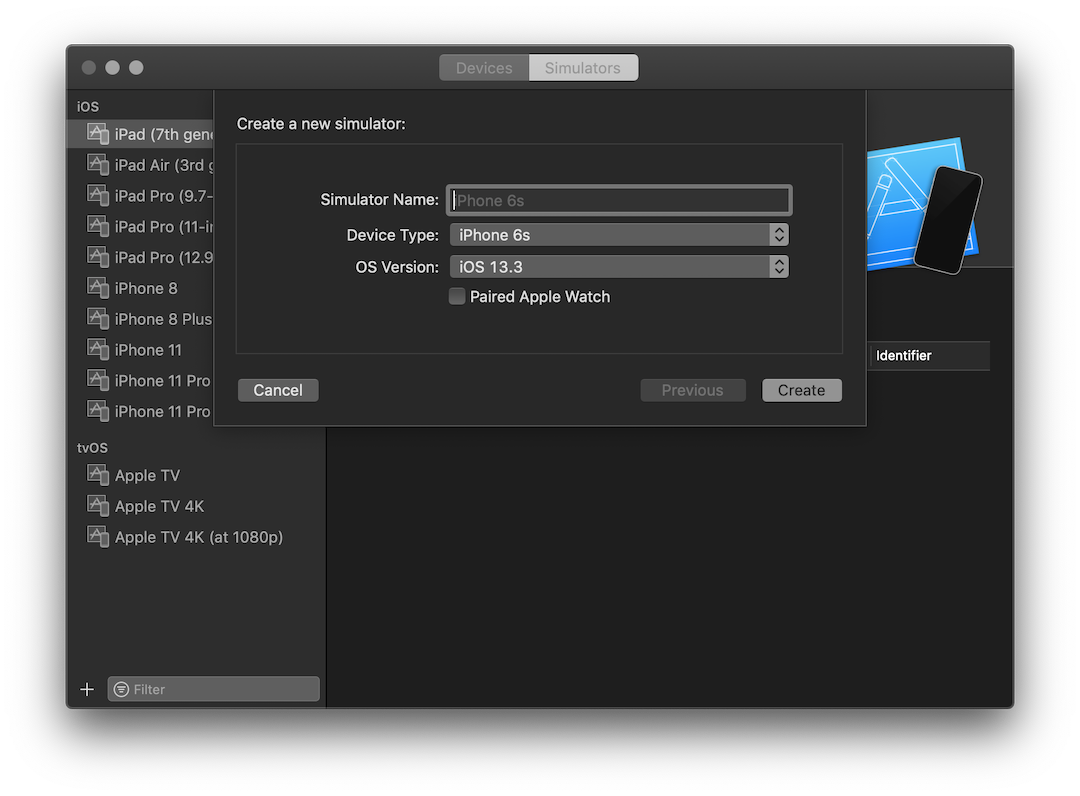 Devices
Simulators
iOS
iPad (7th gene
iPad Air (3rd g
iPad Pro (9.7-
iPad Pro (11-in
iPad Pro (12.9
iPhone 8
iPhone 8 Plus
iPhone 11
iPhone 11 Pro
iPhone 11 Pro
tvOS
Apple TV
Apple TV 4K
Apple TV 4K (at 1080p)
Filter
Create a new simulator:
Simulator Name: iPhone 6s
Device Type: iPhone 6s
OS Version: iOS 13.3
Paired Apple Watch
Cancel
Previous
Create
Identifier